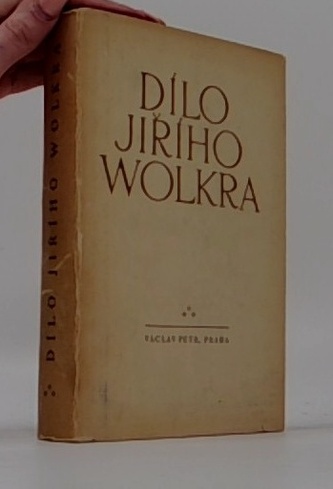 DÍLO
JIŘÍHO
WOLKRA
VÁCLAV PETR, PRAHA
DÍLO JIŘÍHO WOLKRA